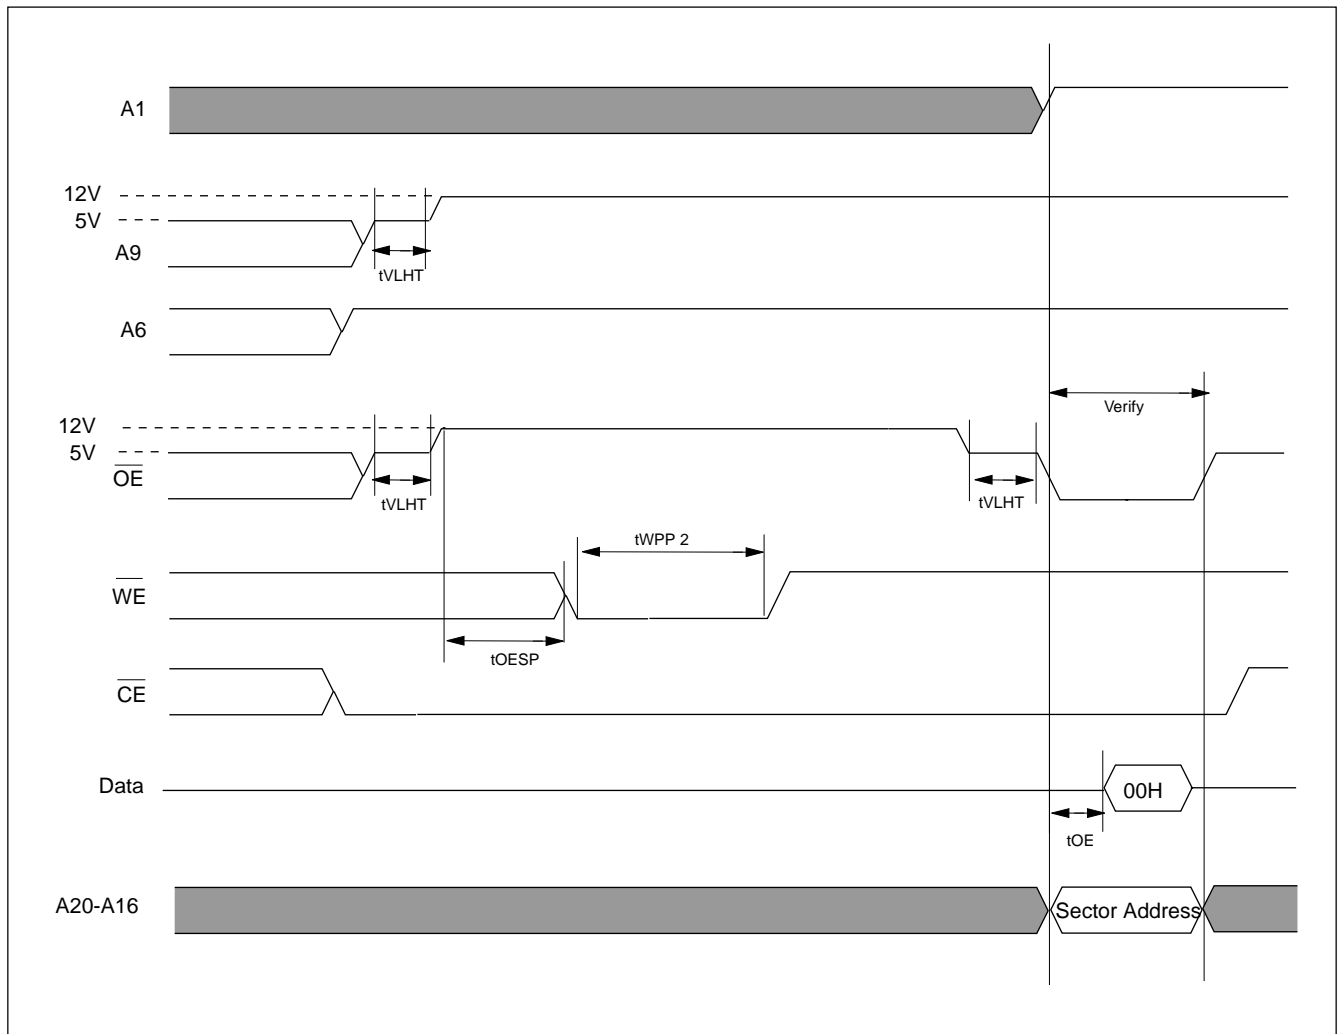 A1
12V
5V
A9
tVLHT
A6
Verify
12V
5V
OE
tVLHT
tVLHT
tWPP 2
WE
tOESP
CE
Data
00H
tOE
A20-A16
Sector Address